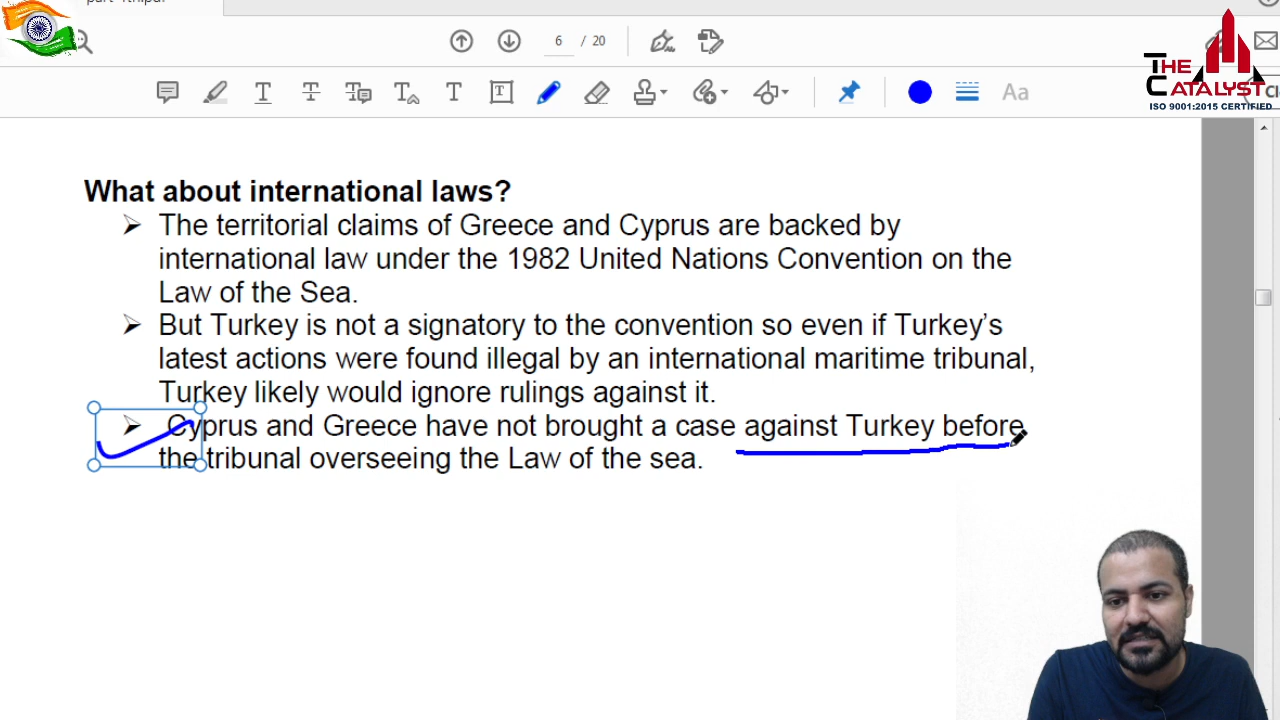 6 / 20
THE
CATALYST
ISO 9001:2015 CERTIFIED
Aa
What about international laws?
➢ The territorial claims of Greece and Cyprus are backed by
international law under the 1982 United Nations Convention on the
Law of the Sea.
➢ But Turkey is not a signatory to the convention so even if Turkey's
latest actions were found illegal by an international maritime tribunal,
Turkey likely would ignore rulings against it.
➢ Cyprus and Greece have not brought a case against Turkey before
the tribunal overseeing the Law of the sea.